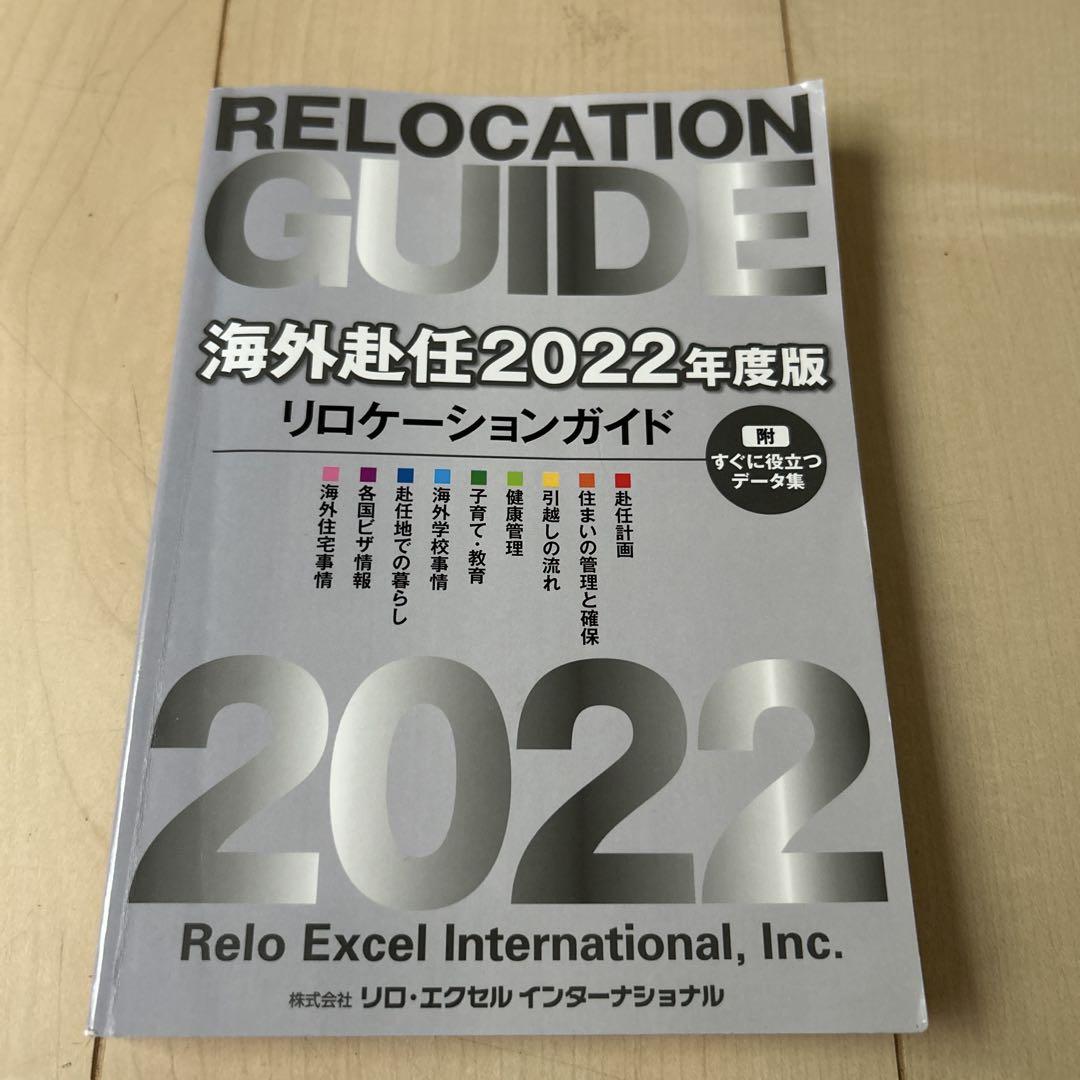 RELOCATION
GUIDE
海外赴任2022年度版
リロケーションガイド
附
すぐに役立つ
データ集
赴任計画
住まいの管理と確保
引越しの流れ
健康管理
子育て・教育
海外学校事情
赴任地での暮らし
各国ビザ情報
海外住宅事情
2022
Relo Excel International, Inc.
株式会社 リロ・エクセル インターナショナル